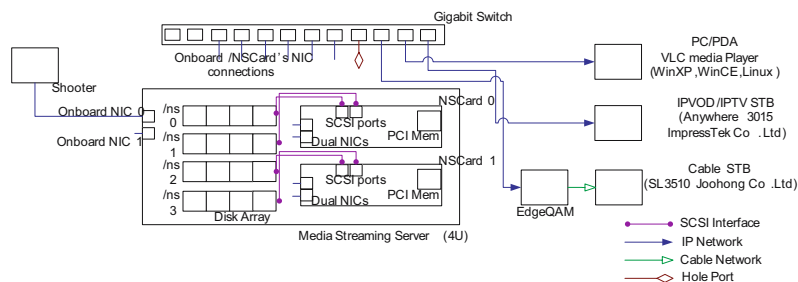 Gigabit Switch
Onboard /NSCard's NIC
connections
Shooter
PC/PDA
VLC media Player
(WinXP ,WinCE,Linux )
Onboard NIC 0
Onboard NIC 1
/ns
0
/ns
1
/ns
2
/ns
3
Disk Array
NSCard 0
SCSI ports
PCI Mem
Dual NICs
NSCard 1
SCSI ports
PCI Mem
Dual NICs
Media Streaming Server (4U)
IPVOD/IPTV STB
(Anywhere 3015
ImpressTek Co .Ltd)
Cable STB
(SL3510 Joohong Co .Ltd)
EdgeQAM
SCSI Interface
IP Network
Cable Network
Hole Port